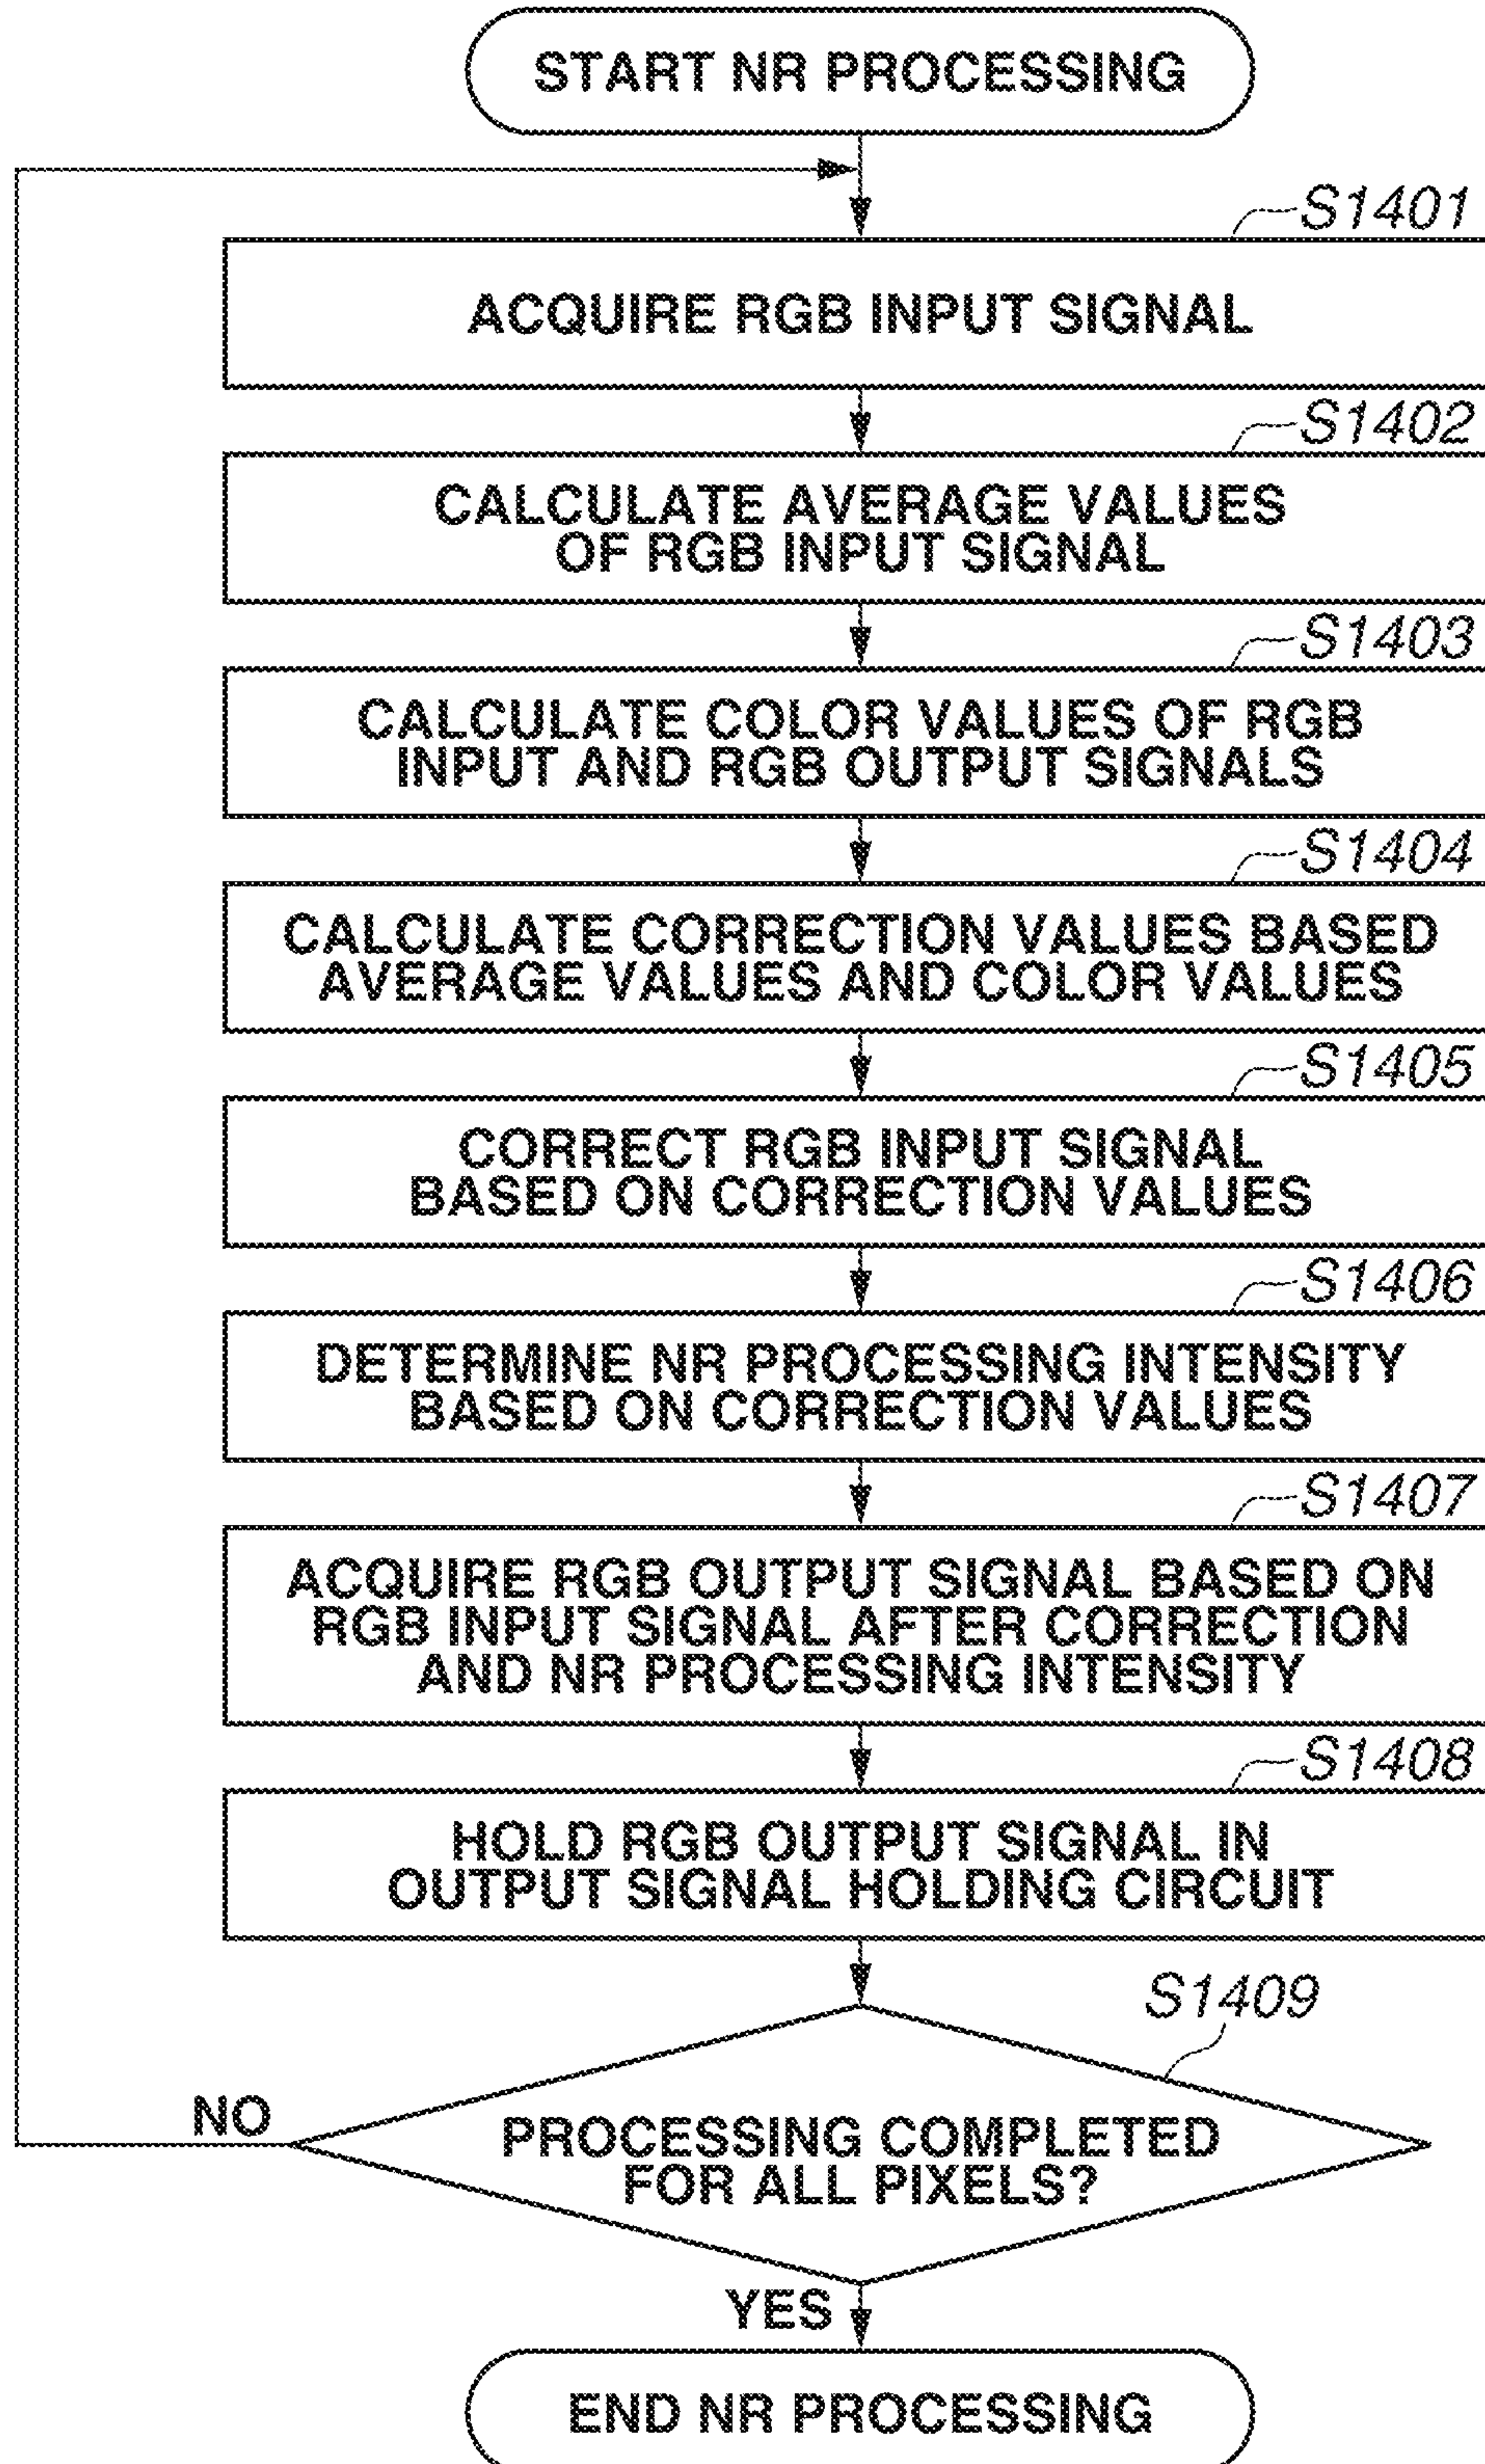 START NR PROCESSING
S1401
ACQUIRE RGB INPUT SIGNAL
S1402
CALCULATE AVERAGE VALUES
OF RGB INPUT SIGNAL
S1403
CALCULATE COLOR VALUES OF RGB
INPUT AND RGB OUTPUT SIGNALS
S1404
CALCULATE CORRECTION VALUES BASED
AVERAGE VALUES AND COLOR VALUES
S1405
CORRECT RGB INPUT SIGNAL
BASED ON CORRECTION VALUES
S1406
DETERMINE NR PROCESSING INTENSITY
BASED ON CORRECTION VALUES
S1407
ACQUIRE RGB OUTPUT SIGNAL BASED ON
RGB INPUT SIGNAL AFTER CORRECTION
AND NR PROCESSING INTENSITY
S1408
HOLD RGB OUTPUT SIGNAL IN
OUTPUT SIGNAL HOLDING CIRCUIT
S1409
NO
PROCESSING COMPLETED
FOR ALL PIXELS?
YES
END NR PROCESSING